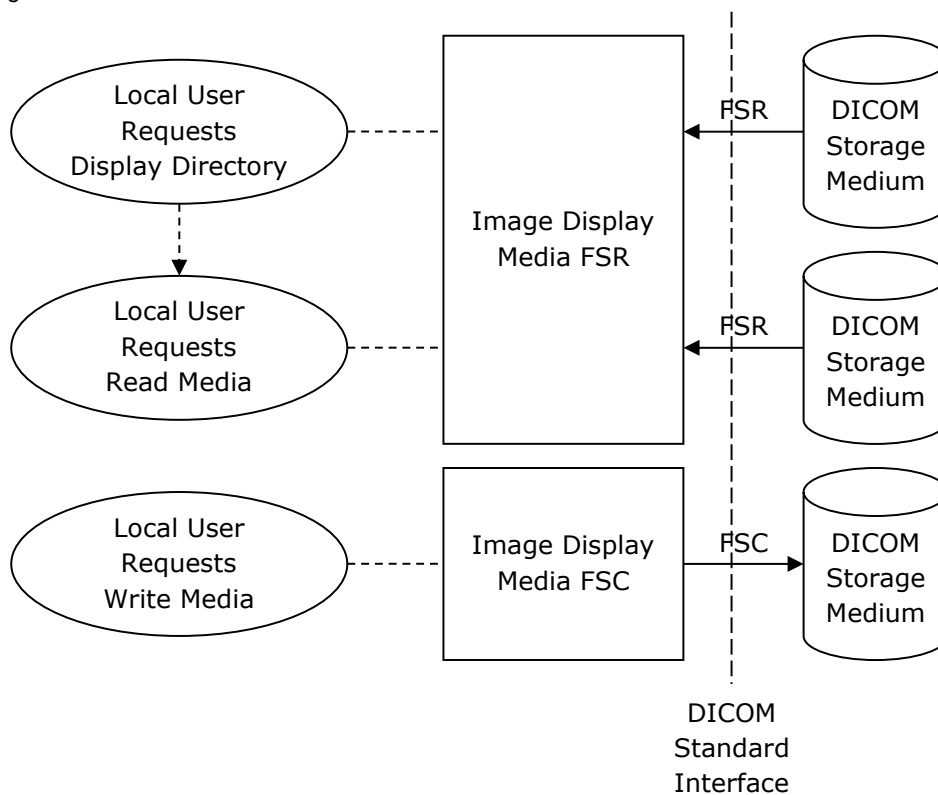 Local User
Requests
Display Directory
Local User
Requests
Read Media
Local User
Requests
Write Media
Image Display
Media FSR
Image Display
Media FSC
FSR
FSR
FSC
DICOM
Storage
Medium
DICOM
Storage
Medium
DICOM
Storage
Medium
DICOM
Standard
Interface